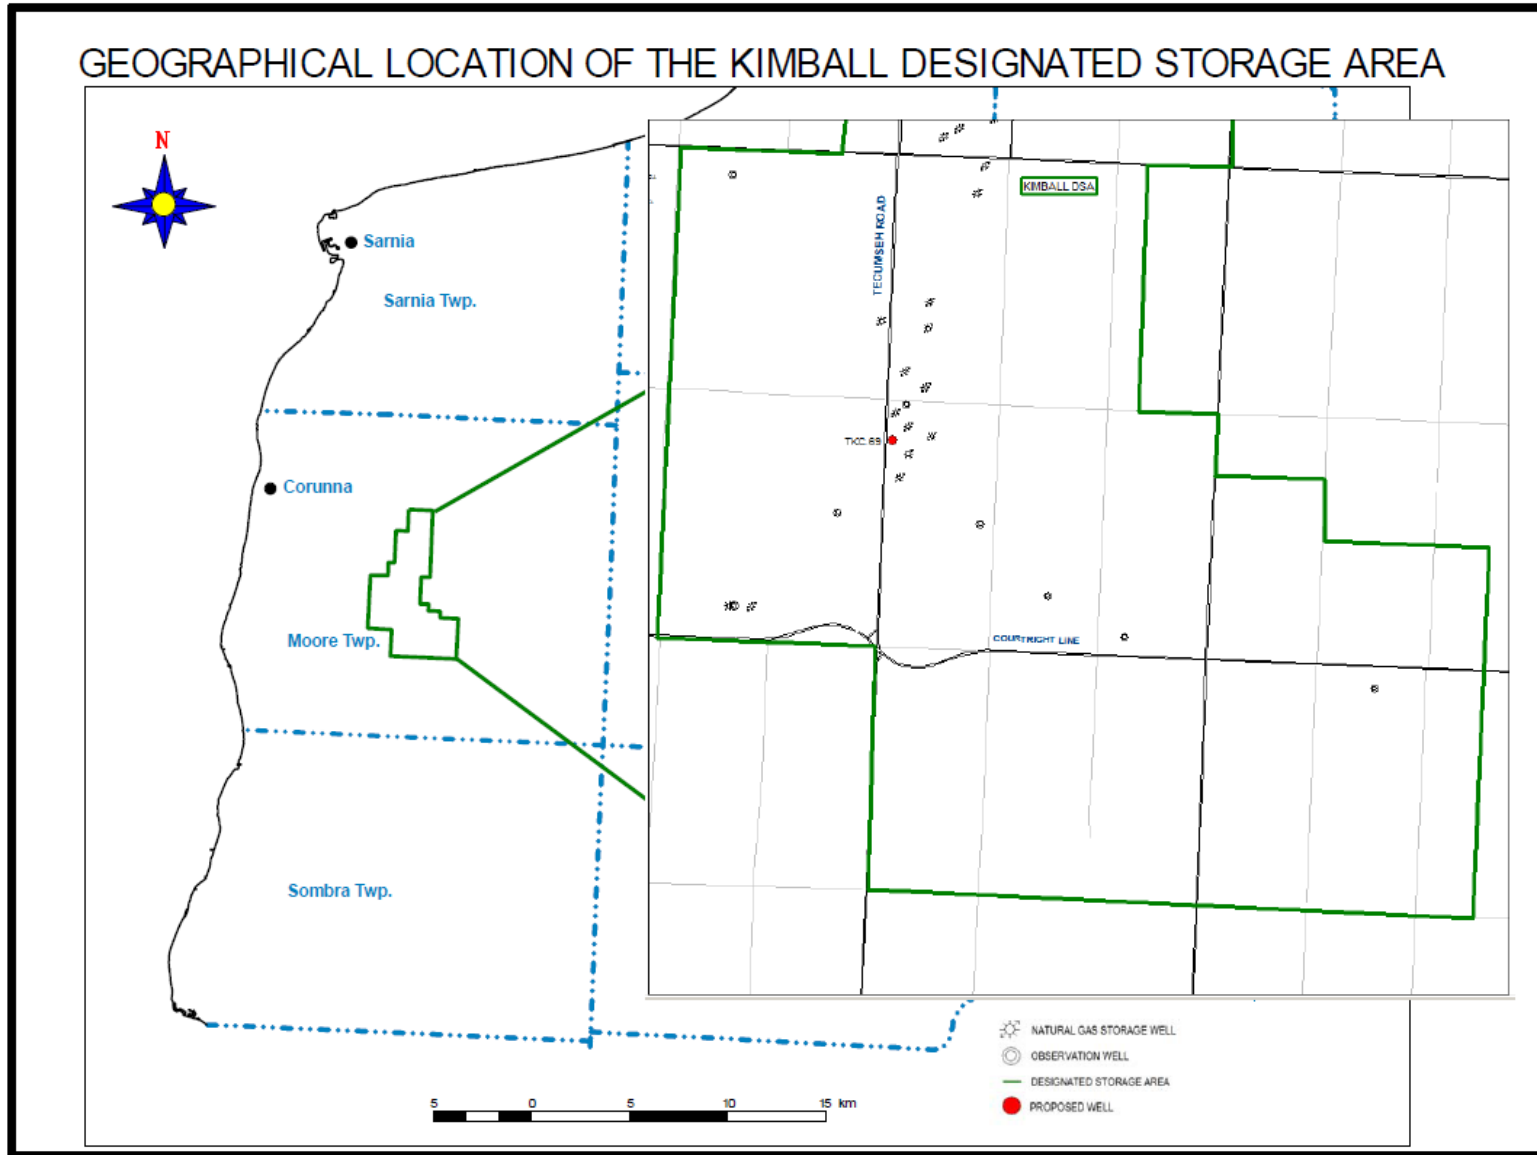 GEOGRAPHICAL LOCATION OF THE KIMBALL DESIGNATED STORAGE AREA
N
KIMBALL DSA
TECUMSEH ROAD
Sarnia
Sarnia Twp.
TKC 69
Corunna
Moore Twp.
COURTRIGHT LINE
Sombra Twp.
NATURAL GAS STORAGE WELL
OBSERVATION WELL
DESIGNATED STORAGE AREA
PROPOSED WELL
5 0 5 10 15 km